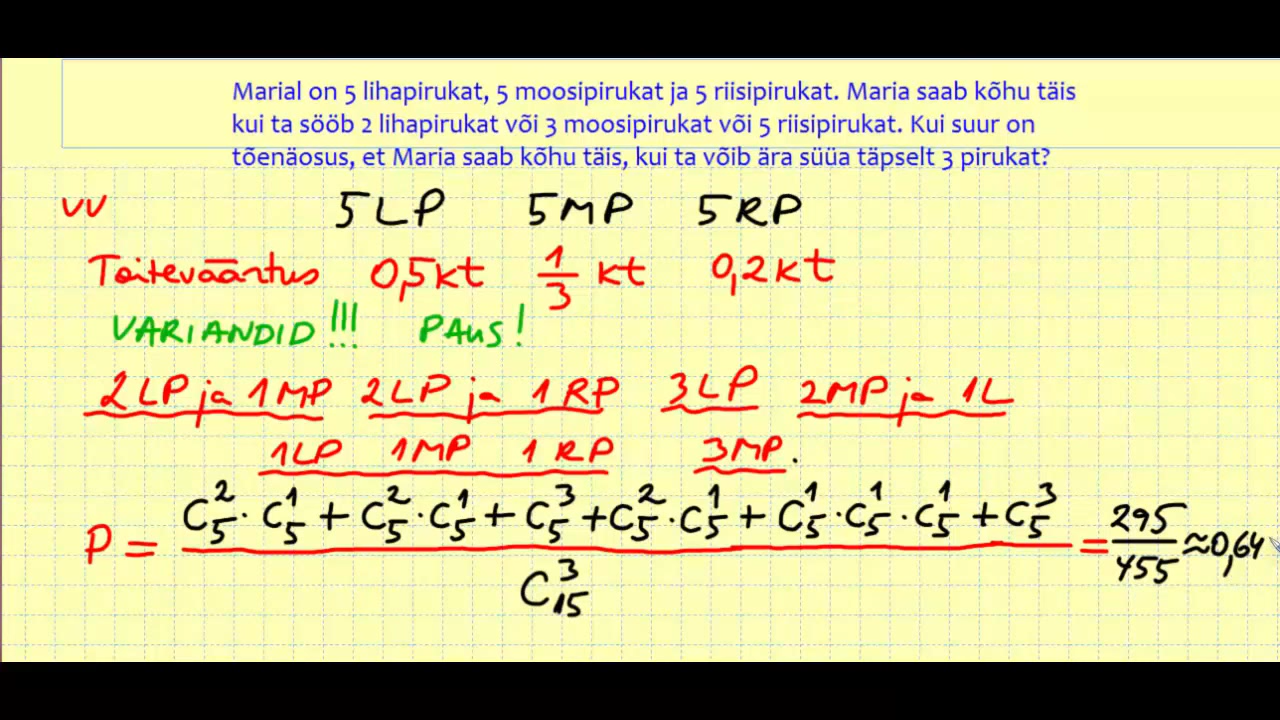 Marial on 5 lihapirukat, 5 moosipirukat ja 5 riisipirukat. Maria saab kõhu täis
kui ta sööb 2 lihapirukat või 3 moosipirukat või 5 riisipirukat. Kui suur on
tõenäosus, et Maria saab kõhu täis, kui ta võib ära süüa täpselt 3 pirukat?
VV 5LP 5MP 5RP
Toiteväärtus 0,5kt 1/3 kt 0,2kt
VARIANDID!!! PAUS!
2LP ja 1MP 2LP ja 1RP 3LP 2MP ja 1L
1LP 1MP 1RP 3MP.
P = (C₅²·C₅¹ + C₅²·C₅¹ + C₅³ + C₅²·C₅¹ + C₅¹·C₅¹·C₅¹ + C₅³) / C₁₅³ = 295/455 ≈ 0,64